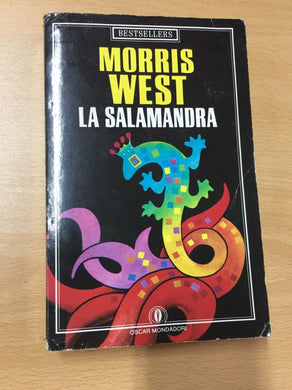 BESTSELLERS
MORRIS
WEST
LA SALAMANDRA
OSCAR MONDADORI